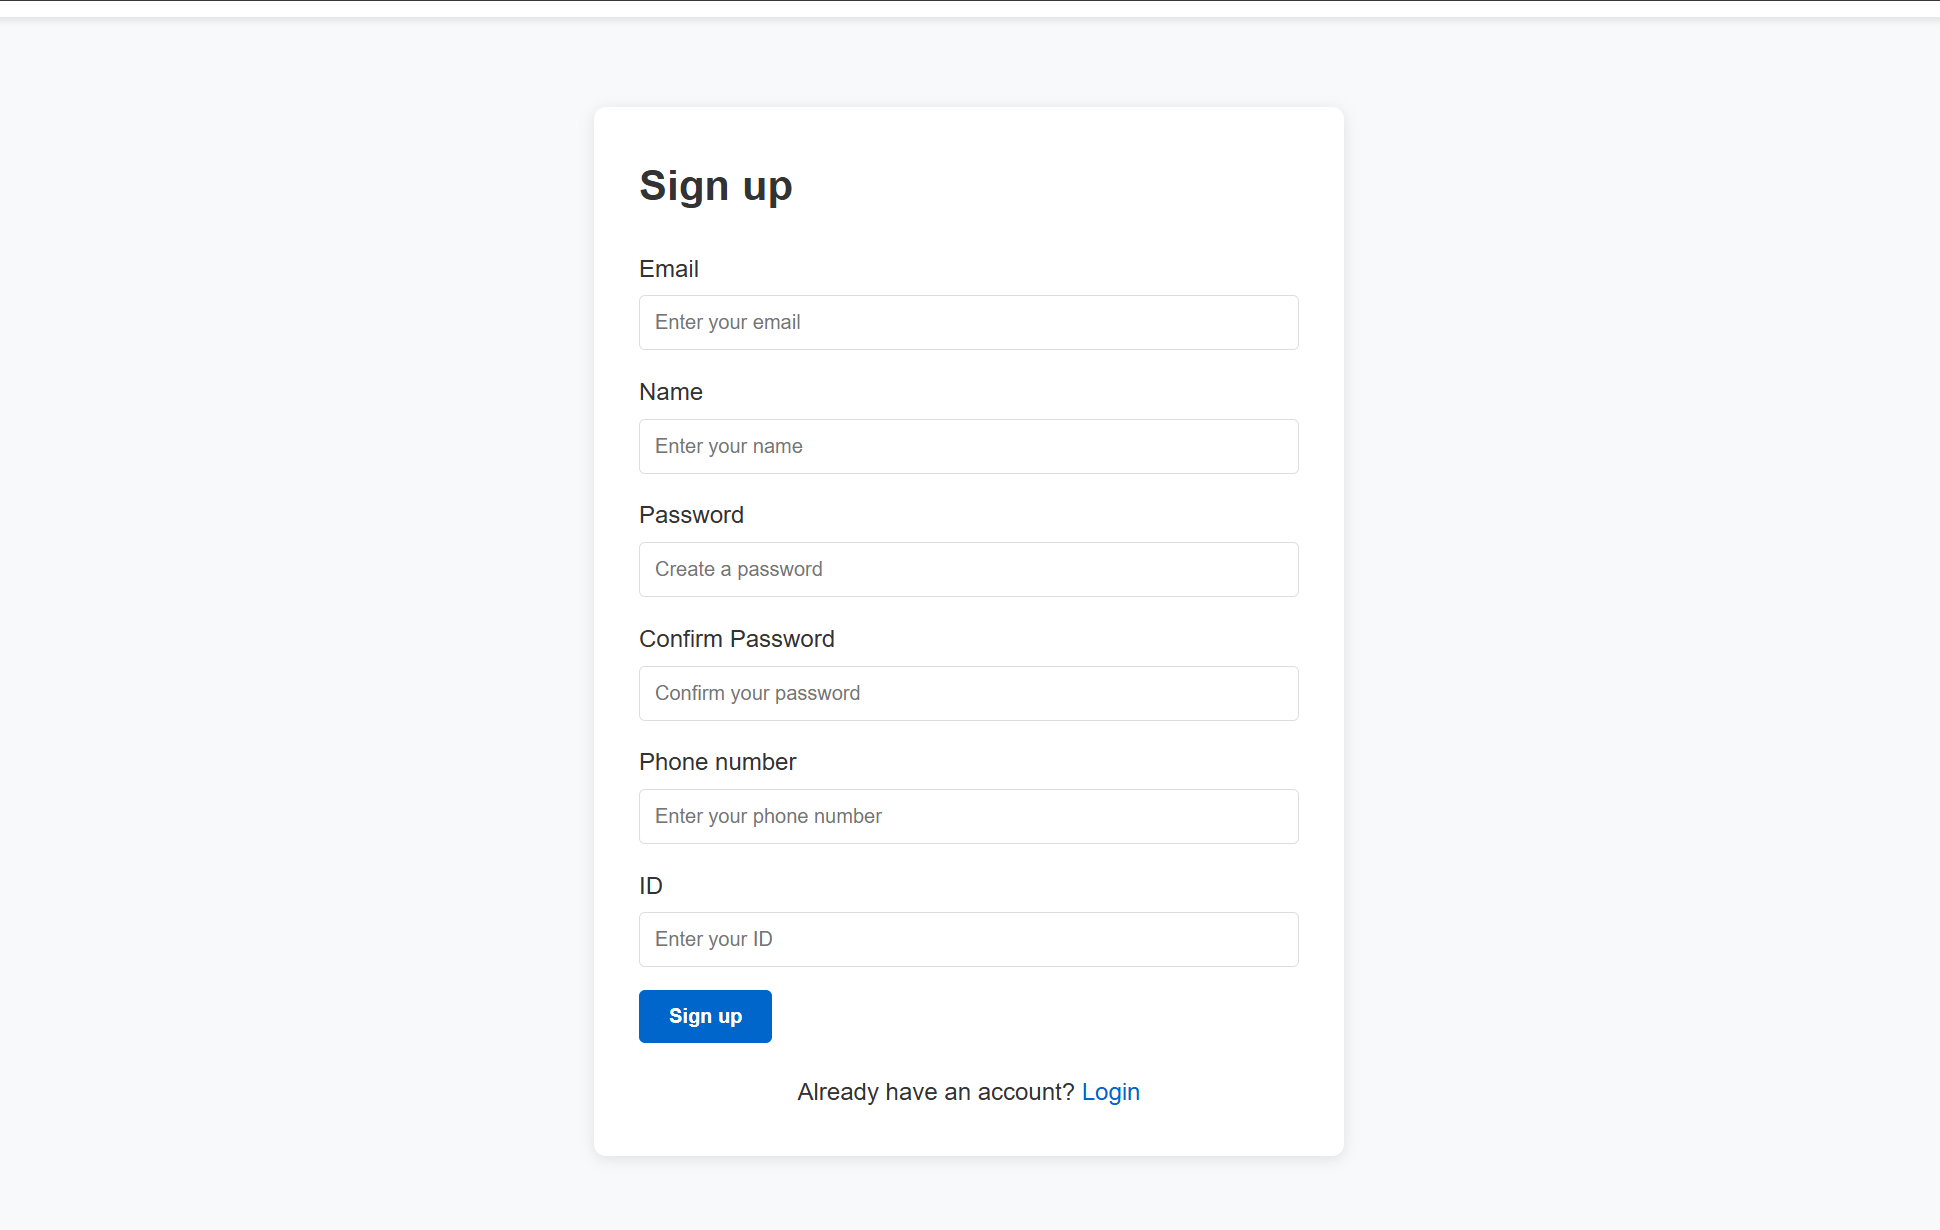 Sign up
Email
Enter your email
Name
Enter your name
Password
Create a password
Confirm Password
Confirm your password
Phone number
Enter your phone number
ID
Enter your ID
Sign up
Already have an account? Login